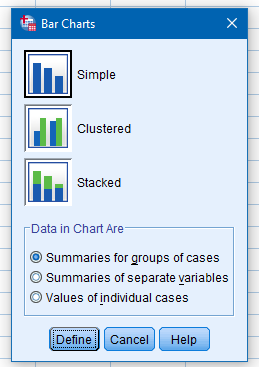 Bar Charts
Simple
Clustered
Stacked
Data in Chart Are
Summaries for groups of cases
Summaries of separate variables
Values of individual cases
Define Cancel Help